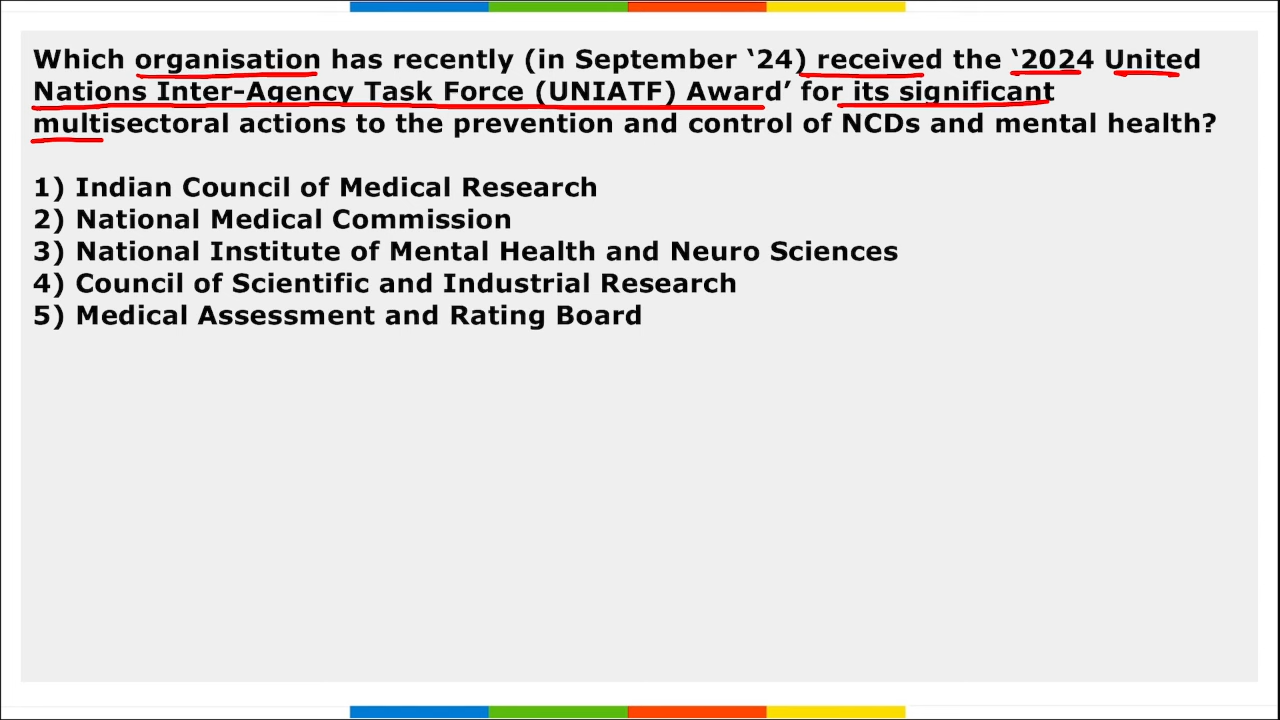 Which organisation has recently (in September ‘24) received the ‘2024 United
Nations Inter-Agency Task Force (UNIATF) Award’ for its significant
multisectoral actions to the prevention and control of NCDs and mental health?
1) Indian Council of Medical Research
2) National Medical Commission
3) National Institute of Mental Health and Neuro Sciences
4) Council of Scientific and Industrial Research
5) Medical Assessment and Rating Board